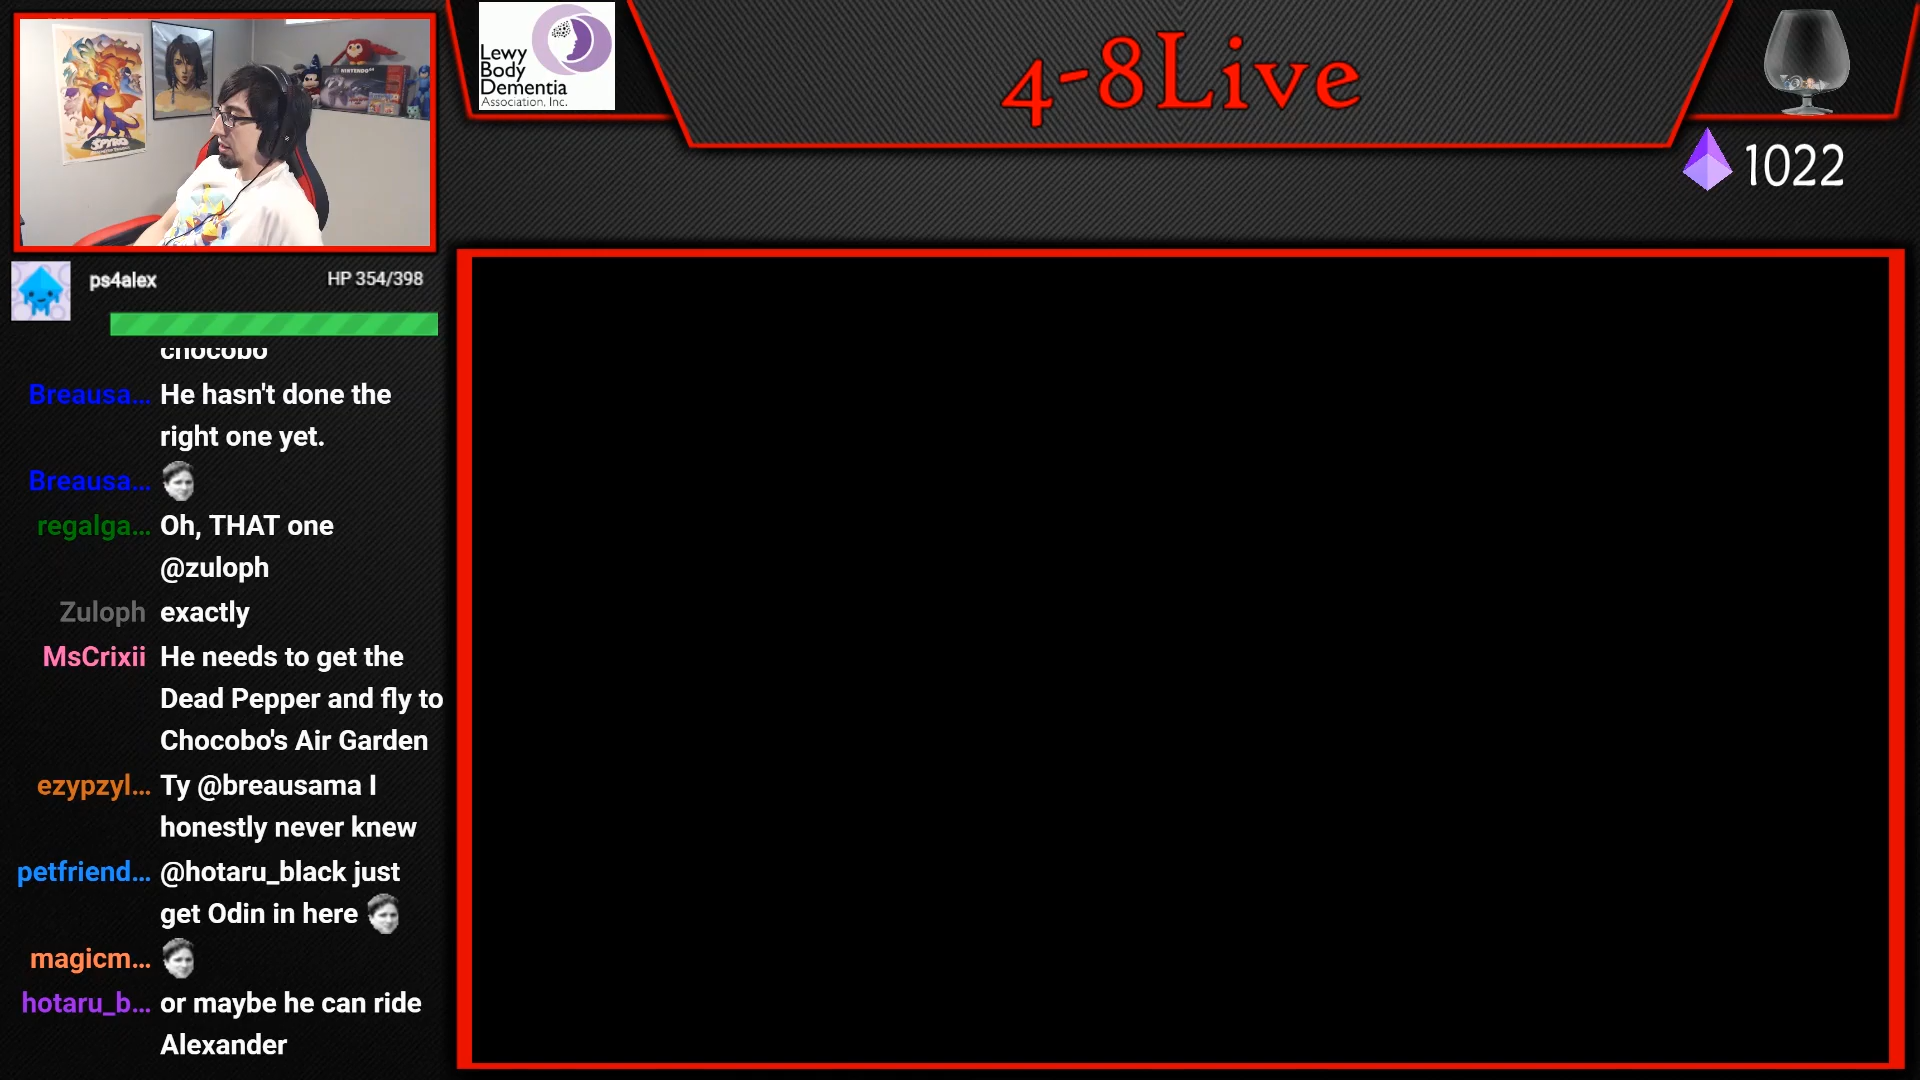 SPYRO
NINTENDO
Lewy
Body
Dementia
Association, Inc.
4-8Live
1022
ps4alex
HP 354/398
chocobo
Breausa... He hasn't done the
right one yet.
Breausa...
regalga... Oh, THAT one
@zuloph
Zuloph exactly
MsCrixii He needs to get the
Dead Pepper and fly to
Chocobo's Air Garden
ezypzyl... Ty @breausama I
honestly never knew
petfriend... @hotaru_black just
get Odin in here
magicm...
hotaru_b... or maybe he can ride
Alexander